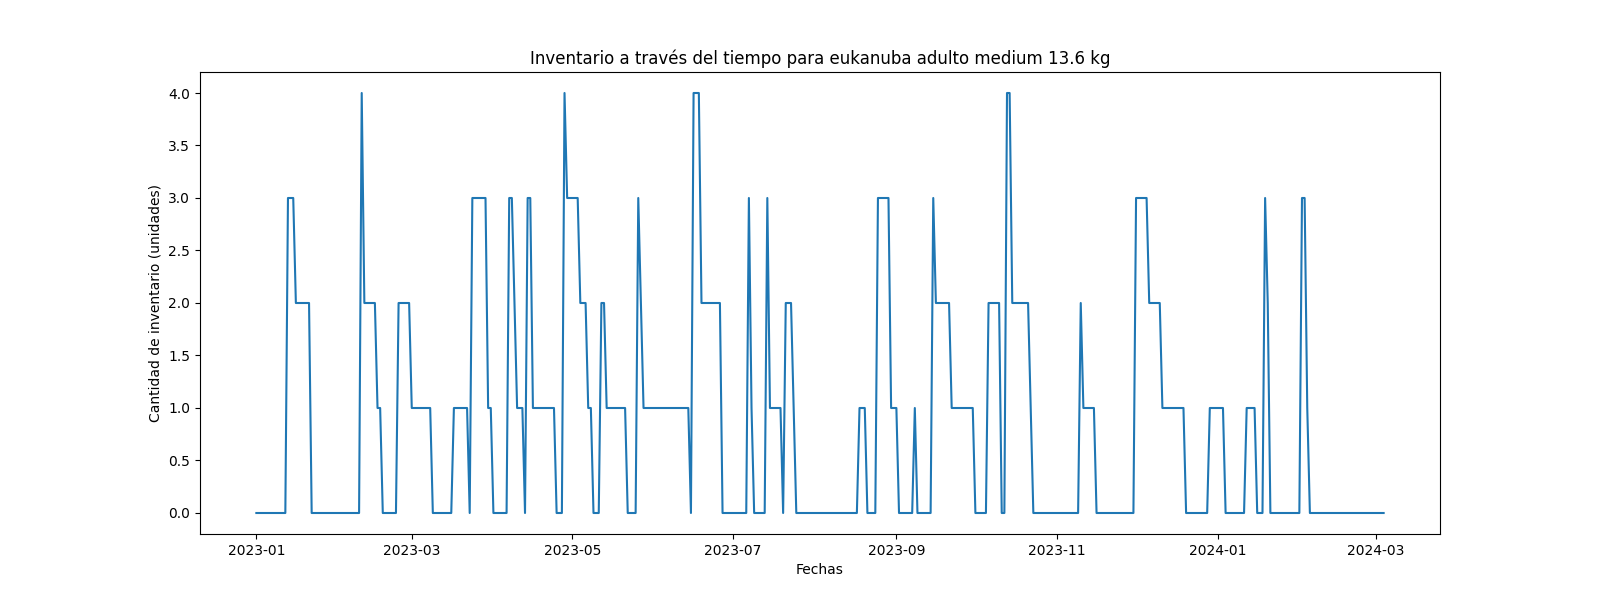 Inventario a través del tiempo para eukanuba adulto medium 13.6 kg
Cantidad de inventario (unidades)
4.0
3.5
3.0
2.5
2.0
1.5
1.0
0.5
0.0
2023-01 2023-03 2023-05 2023-07 2023-09 2023-11 2024-01 2024-03
Fechas